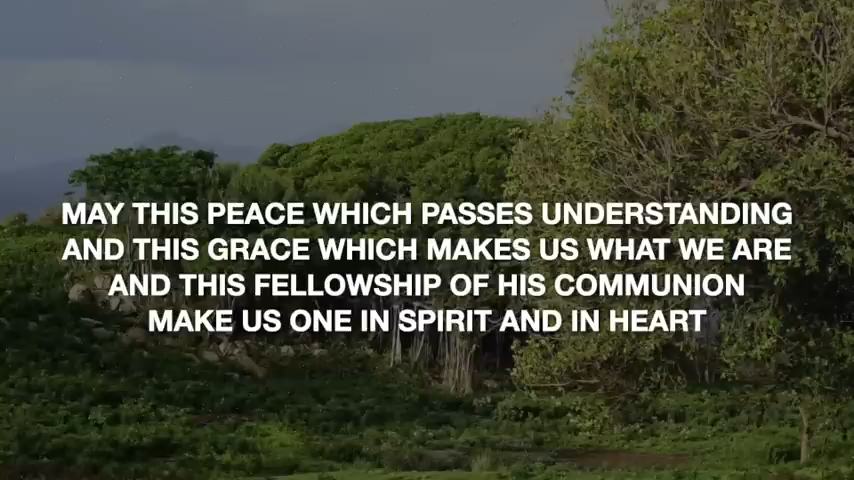 MAY THIS PEACE WHICH PASSES UNDERSTANDING
AND THIS GRACE WHICH MAKES US WHAT WE ARE
AND THIS FELLOWSHIP OF HIS COMMUNION
MAKE US ONE IN SPIRIT AND IN HEART